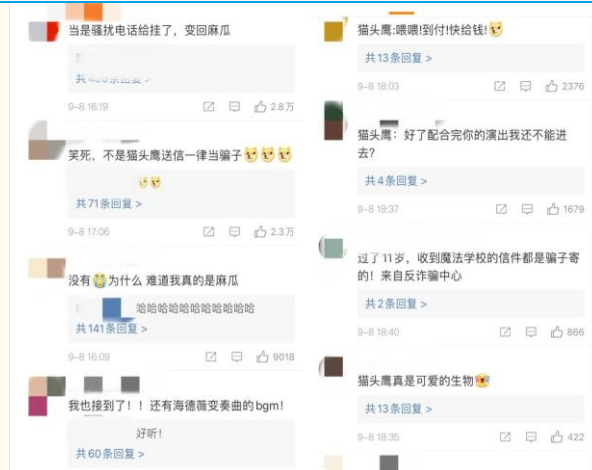 当是骚扰电话给挂了，变回麻瓜
9-8 16:19
2.8万
笑死，不是猫头鹰送信一律当骗子
共71条回复 >
9-8 17:06
2.3万
没有😭为什么 难道我真的是麻瓜
哈哈哈哈哈哈哈哈哈哈哈
共141条回复 >
9-8 16:09
9018
我也接到了！！还有海德薇变奏曲的bgm!
好听！
共60条回复 >
猫头鹰:喂喂!到付!快给钱!
共13条回复 >
9-8 18:03
2376
猫头鹰：好了配合完你的演出我还不能进
去?
共4条回复 >
9-8 18:37
1679
过了11岁，收到魔法学校的信件都是骗子寄
的！来自反诈骗中心
共2条回复 >
9-8 18:40
866
猫头鹰真是可爱的生物
共13条回复 >
9-8 18:35
422